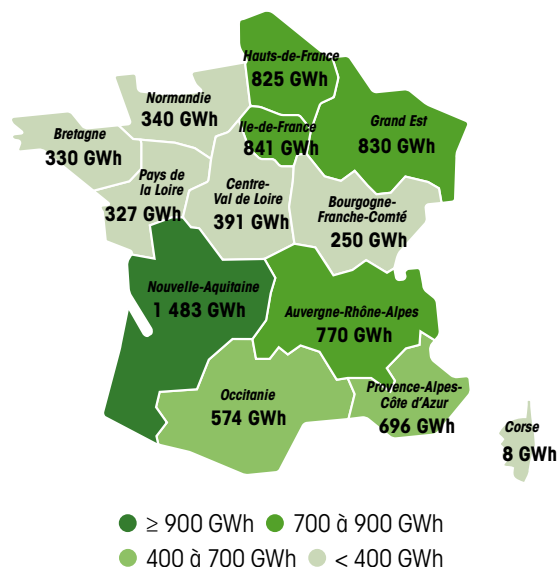 Hauts-de-France
825 GWh
Normandie
340 GWh
Ile-de-France
841 GWh
Grand Est
830 GWh
Bretagne
330 GWh
Pays de
la Loire
327 GWh
Centre-
Val de Loire
391 GWh
Bourgogne-
Franche-Comté
250 GWh
Nouvelle-Aquitaine
1 483 GWh
Auvergne-Rhône-Alpes
770 GWh
Occitanie
574 GWh
Provence-Alpes-
Côte d'Azur
696 GWh
Corse
8 GWh
≥ 900 GWh
700 à 900 GWh
400 à 700 GWh
< 400 GWh